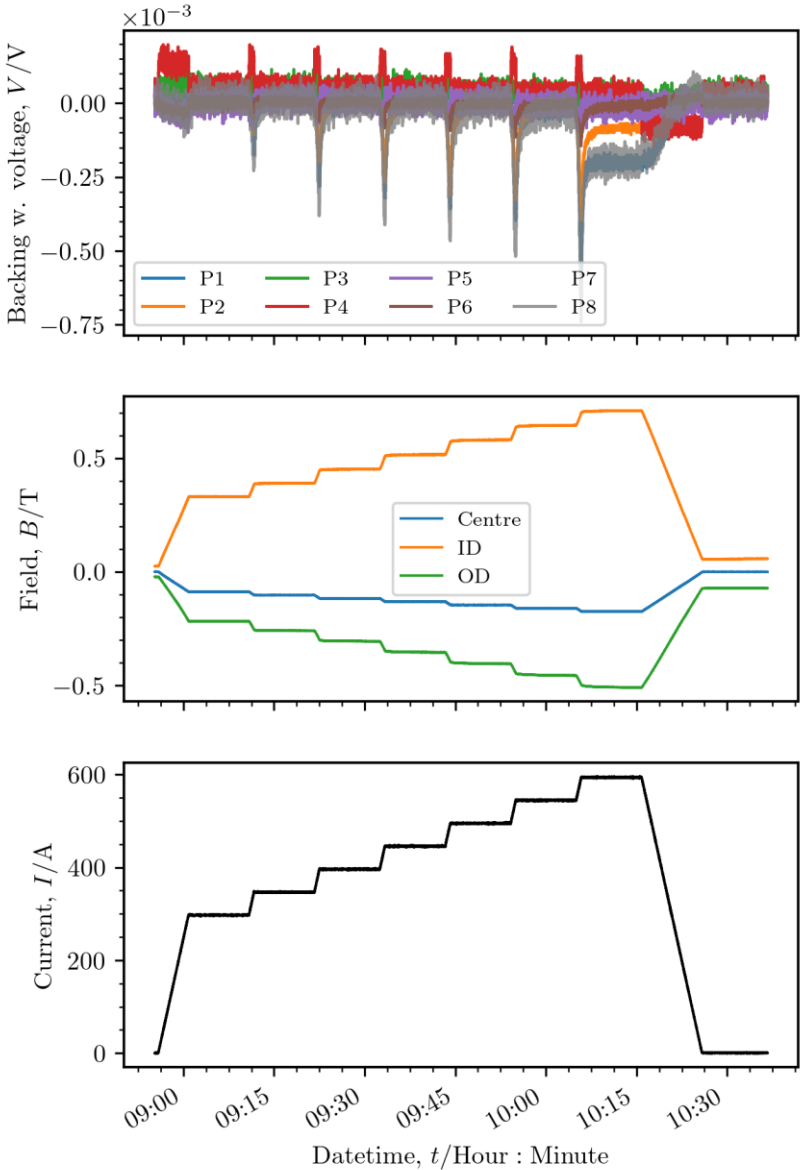 ×10⁻³
0.00
−0.25
−0.50
−0.75
Backing w. voltage, V/V
P1 P3 P5 P7
P2 P4 P6 P8
0.5
0.0
−0.5
Field, B/T
Centre
ID
OD
600
400
200
0
Current, I/A
09:00 09:15 09:30 09:45 10:00 10:15 10:30
Datetime, t/Hour : Minute